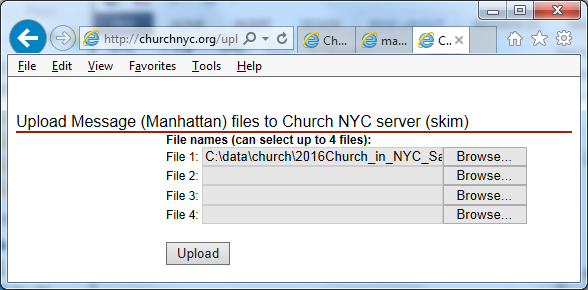 http://churchnyc.org/upl
Ch...
ma...
C...
File Edit View Favorites Tools Help
Upload Message (Manhattan) files to Church NYC server (skim)
File names (can select up to 4 files):
File 1: C:\data\church\2016Church_in_NYC_Sa Browse...
File 2: Browse...
File 3: Browse...
File 4: Browse...
Upload